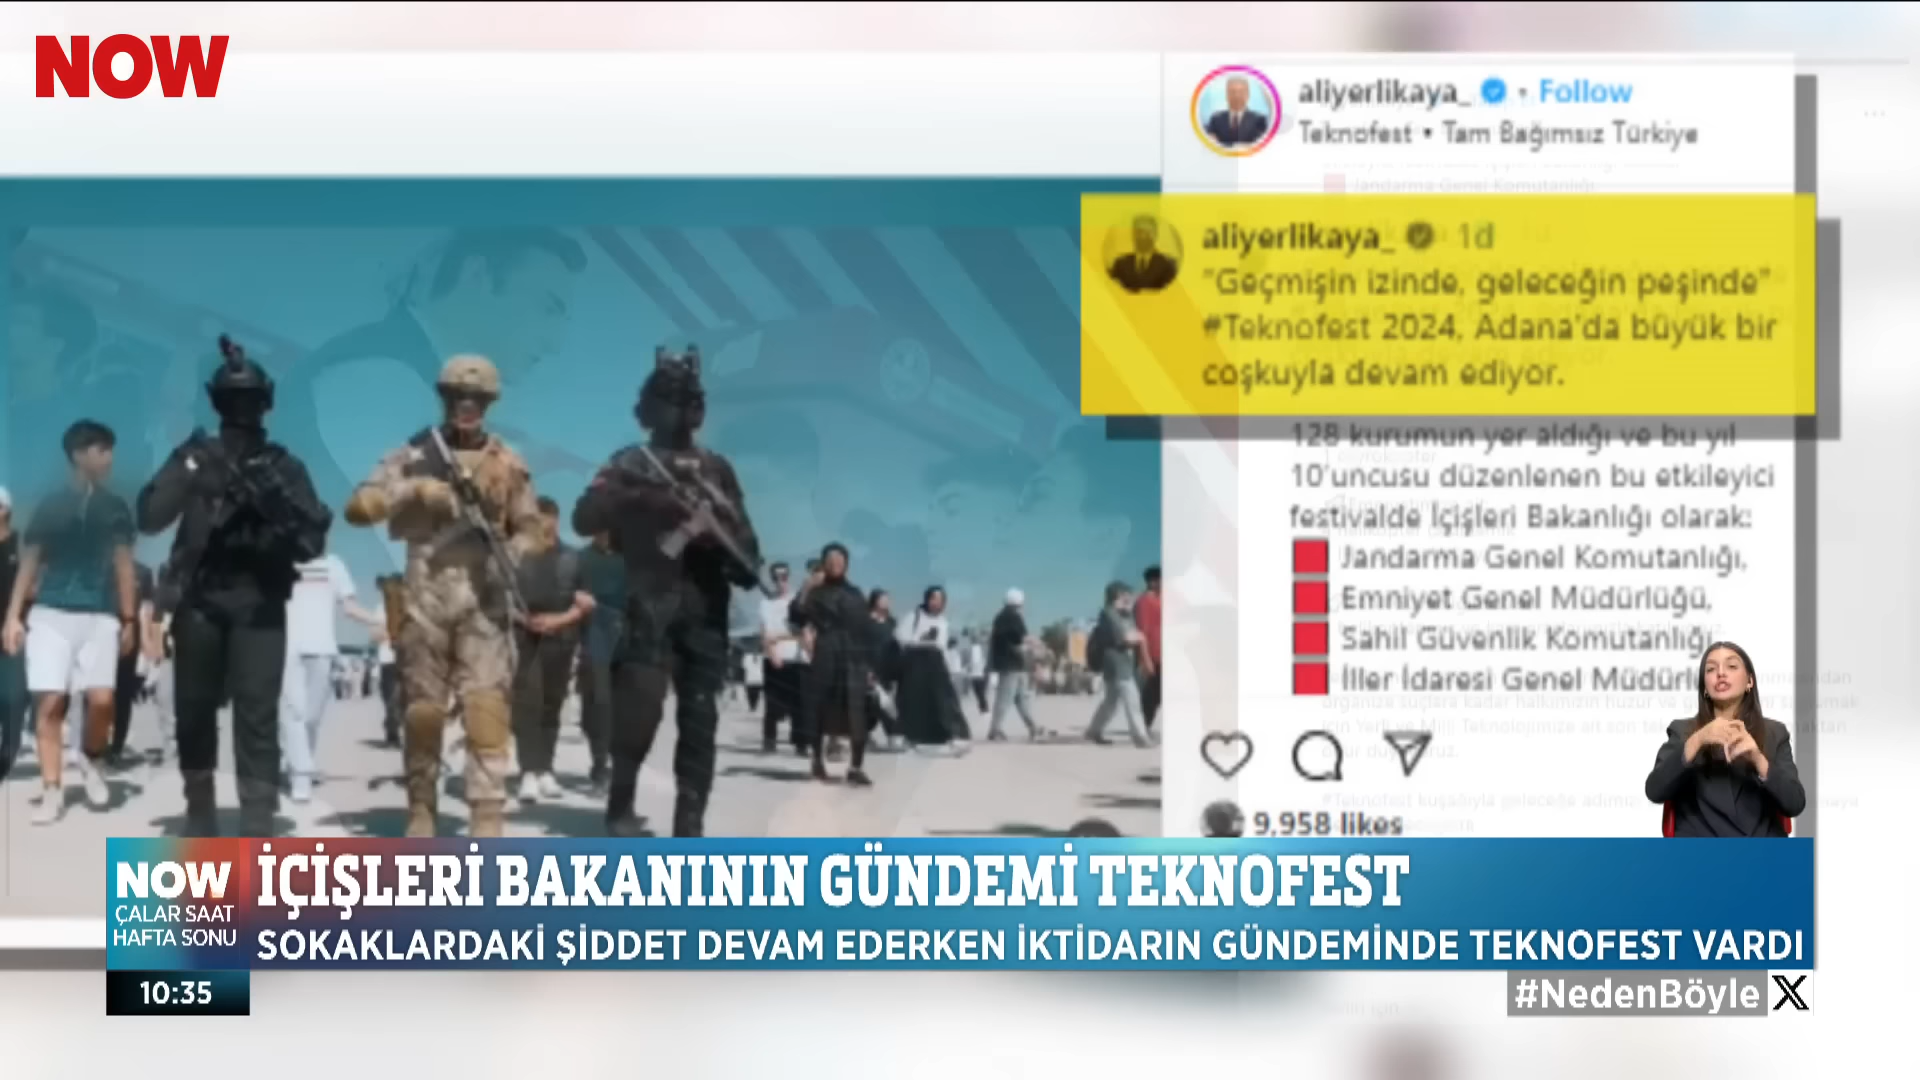 NOW
aliyerlikaya_ • Follow
Teknofest • Tam Bağımsız Türkiye
aliyerlikaya_ 1d
"Geçmişin izinde, geleceğin peşinde"
#Teknofest 2024, Adana'da büyük bir
coşkuyla devam ediyor.
128 kurumun yer aldığı ve bu yıl
10'uncusu düzenlenen bu etkileyici
festivalde İçişleri Bakanlığı olarak:
Jandarma Genel Komutanlığı,
Emniyet Genel Müdürlüğü,
Sahil Güvenlik Komutanlığı,
İller İdaresi Genel
9,958 likes
NOW
ÇALAR SAAT
HAFTA SONU
İÇİŞLERİ BAKANININ GÜNDEMİ TEKNOFEST
SOKAKLARDAKİ ŞİDDET DEVAM EDERKEN İKTİDARIN GÜNDEMİNDE TEKNOFEST VARDI
10:35
#NedenBöyle X